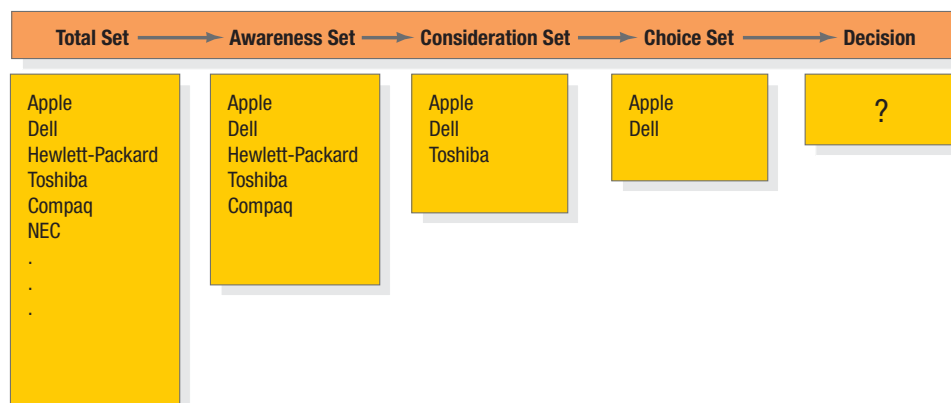 Total Set Awareness Set Consideration Set Choice Set Decision
Apple
Dell
Hewlett-Packard
Toshiba
Compaq
NEC
.
.
.
Apple
Dell
Hewlett-Packard
Toshiba
Compaq
Apple
Dell
Toshiba
Apple
Dell
?